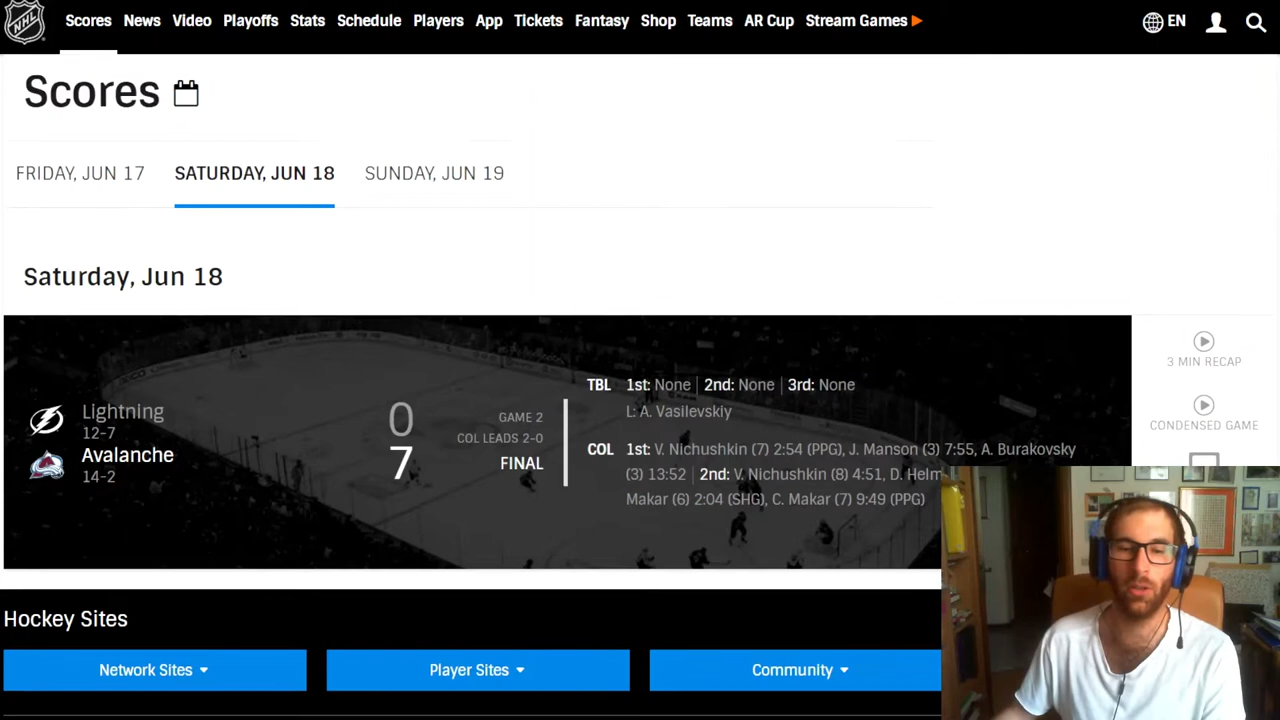 Scores News Video Playoffs Stats Schedule Players App Tickets Fantasy Shop Teams AR Cup Stream Games EN
Scores
FRIDAY, JUN 17 SATURDAY, JUN 18 SUNDAY, JUN 19
Saturday, Jun 18
Lightning
12-7
Avalanche
14-2
0
7
GAME 2
COL LEADS 2-0
FINAL
TBL 1st: None | 2nd: None | 3rd: None
L: A. Vasilevskiy
COL 1st: V. Nichushkin (7) 2:54 (PPG), J. Manson (3) 7:55, A. Burakovsky
(3) 13:52 | 2nd: V. Nichushkin (8) 4:51, D. Helm
Makar (6) 2:04 (SHG), C. Makar (7) 9:49 (PPG)
3 MIN RECAP
CONDENSED GAME
Hockey Sites
Network Sites Player Sites Community